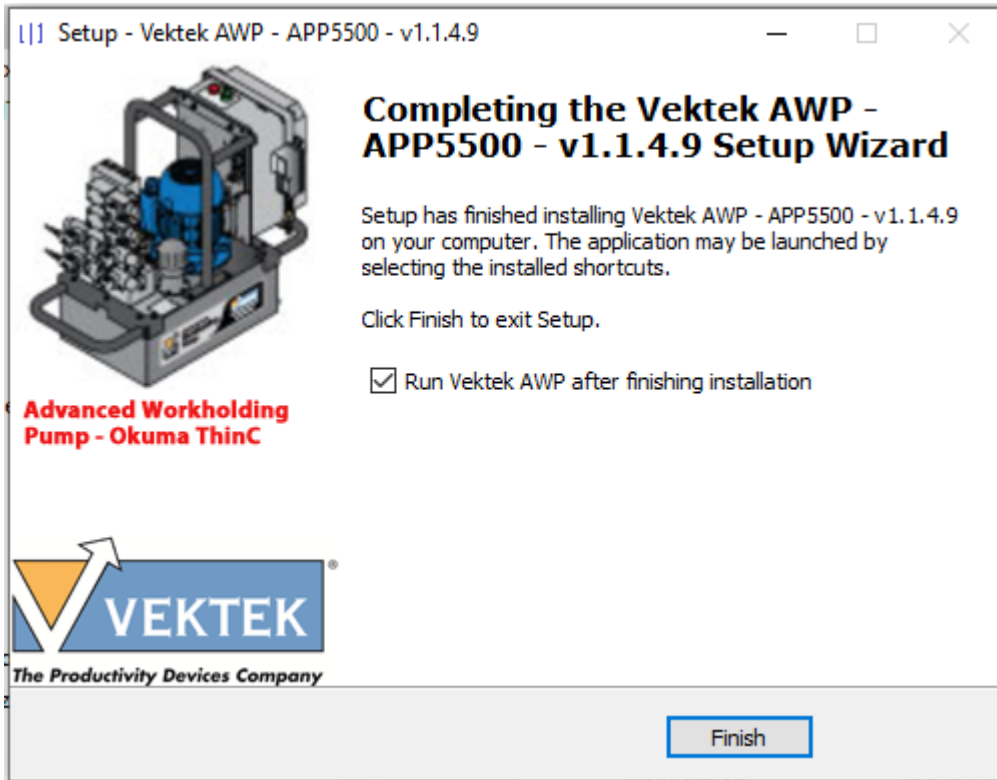 Setup - Vektek AWP - APP5500 - v1.1.4.9
Completing the Vektek AWP -
APP5500 - v1.1.4.9 Setup Wizard
Setup has finished installing Vektek AWP - APP5500 - v1.1.4.9
on your computer. The application may be launched by
selecting the installed shortcuts.
Click Finish to exit Setup.
Run Vektek AWP after finishing installation
Advanced Workholding
Pump - Okuma ThinC
VEKTEK
®
The Productivity Devices Company
Finish